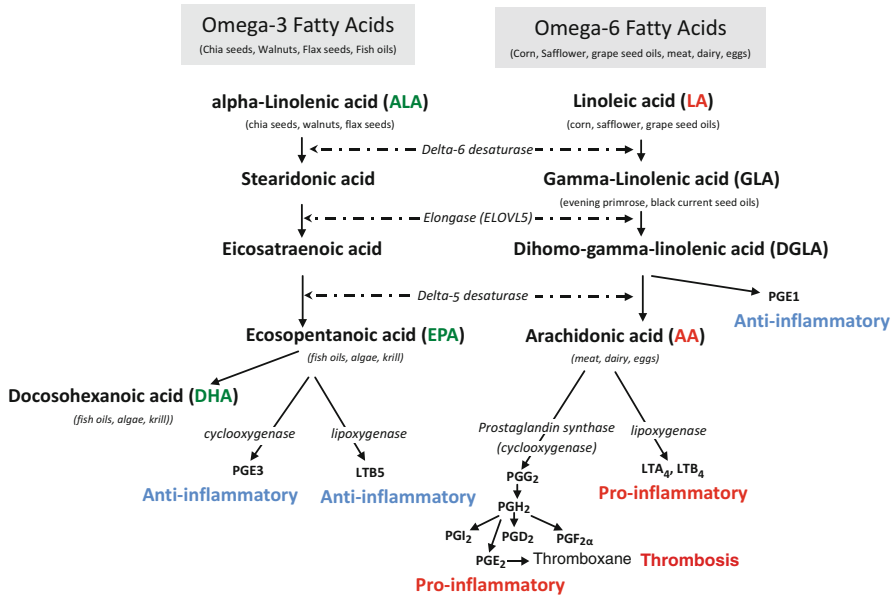 Omega-3 Fatty Acids
(Chia seeds, Walnuts, Flax seeds, Fish oils)
Omega-6 Fatty Acids
(Corn, Safflower, grape seed oils, meat, dairy, eggs)
alpha-Linolenic acid (ALA)
(chia seeds, walnuts, flax seeds)
Linoleic acid (LA)
(corn, safflower, grape seed oils)
Delta-6 desaturase
Stearidonic acid
Gamma-Linolenic acid (GLA)
(evening primrose, black current seed oils)
Elongase (ELOVL5)
Eicosatraenoic acid
Dihomo-gamma-linolenic acid (DGLA)
Delta-5 desaturase
PGE1
Anti-inflammatory
Ecosopentanoic acid (EPA)
(fish oils, algae, krill)
Arachidonic acid (AA)
(meat, dairy, eggs)
Docosohexanoic acid (DHA)
(fish oils, algae, krill))
cyclooxygenase
lipoxygenase
PGE3
LTB5
Anti-inflammatory
Anti-inflammatory
Prostaglandin synthase
(cyclooxygenase)
lipoxygenase
PGG₂
LTA₄, LTB₄
Pro-inflammatory
PGH₂
PGI₂
PGD₂
PGF₂α
PGE₂
Thromboxane
Thrombosis
Pro-inflammatory